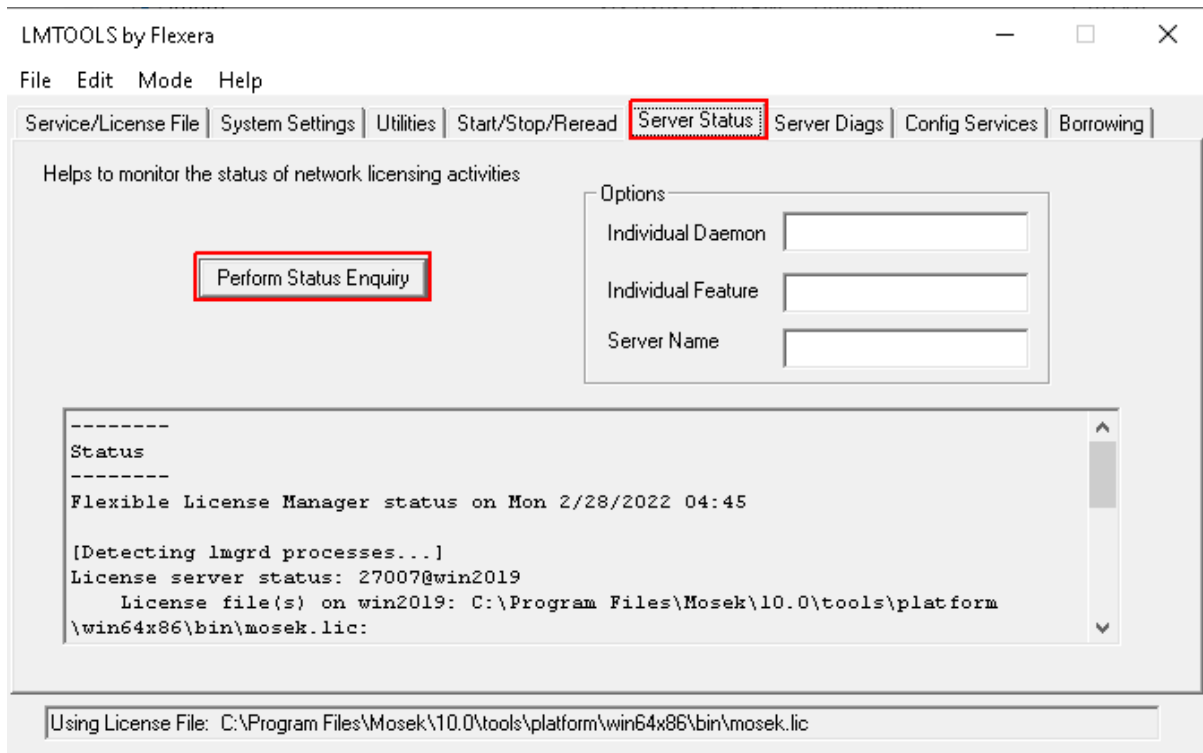 LMTOOLS by Flexera
File Edit Mode Help
Service/License File System Settings Utilities Start/Stop/Reread Server Status Server Diags Config Services Borrowing
Helps to monitor the status of network licensing activities
Options
Individual Daemon
Perform Status Enquiry
Individual Feature
Server Name
--------
Status
--------
Flexible License Manager status on Mon 2/28/2022 04:45
[Detecting lmgrd processes...]
License server status: 27007@win2019
License file(s) on win2019: C:\Program Files\Mosek\10.0\tools\platform
\win64x86\bin\mosek.lic:
Using License File: C:\Program Files\Mosek\10.0\tools\platform\win64x86\bin\mosek.lic